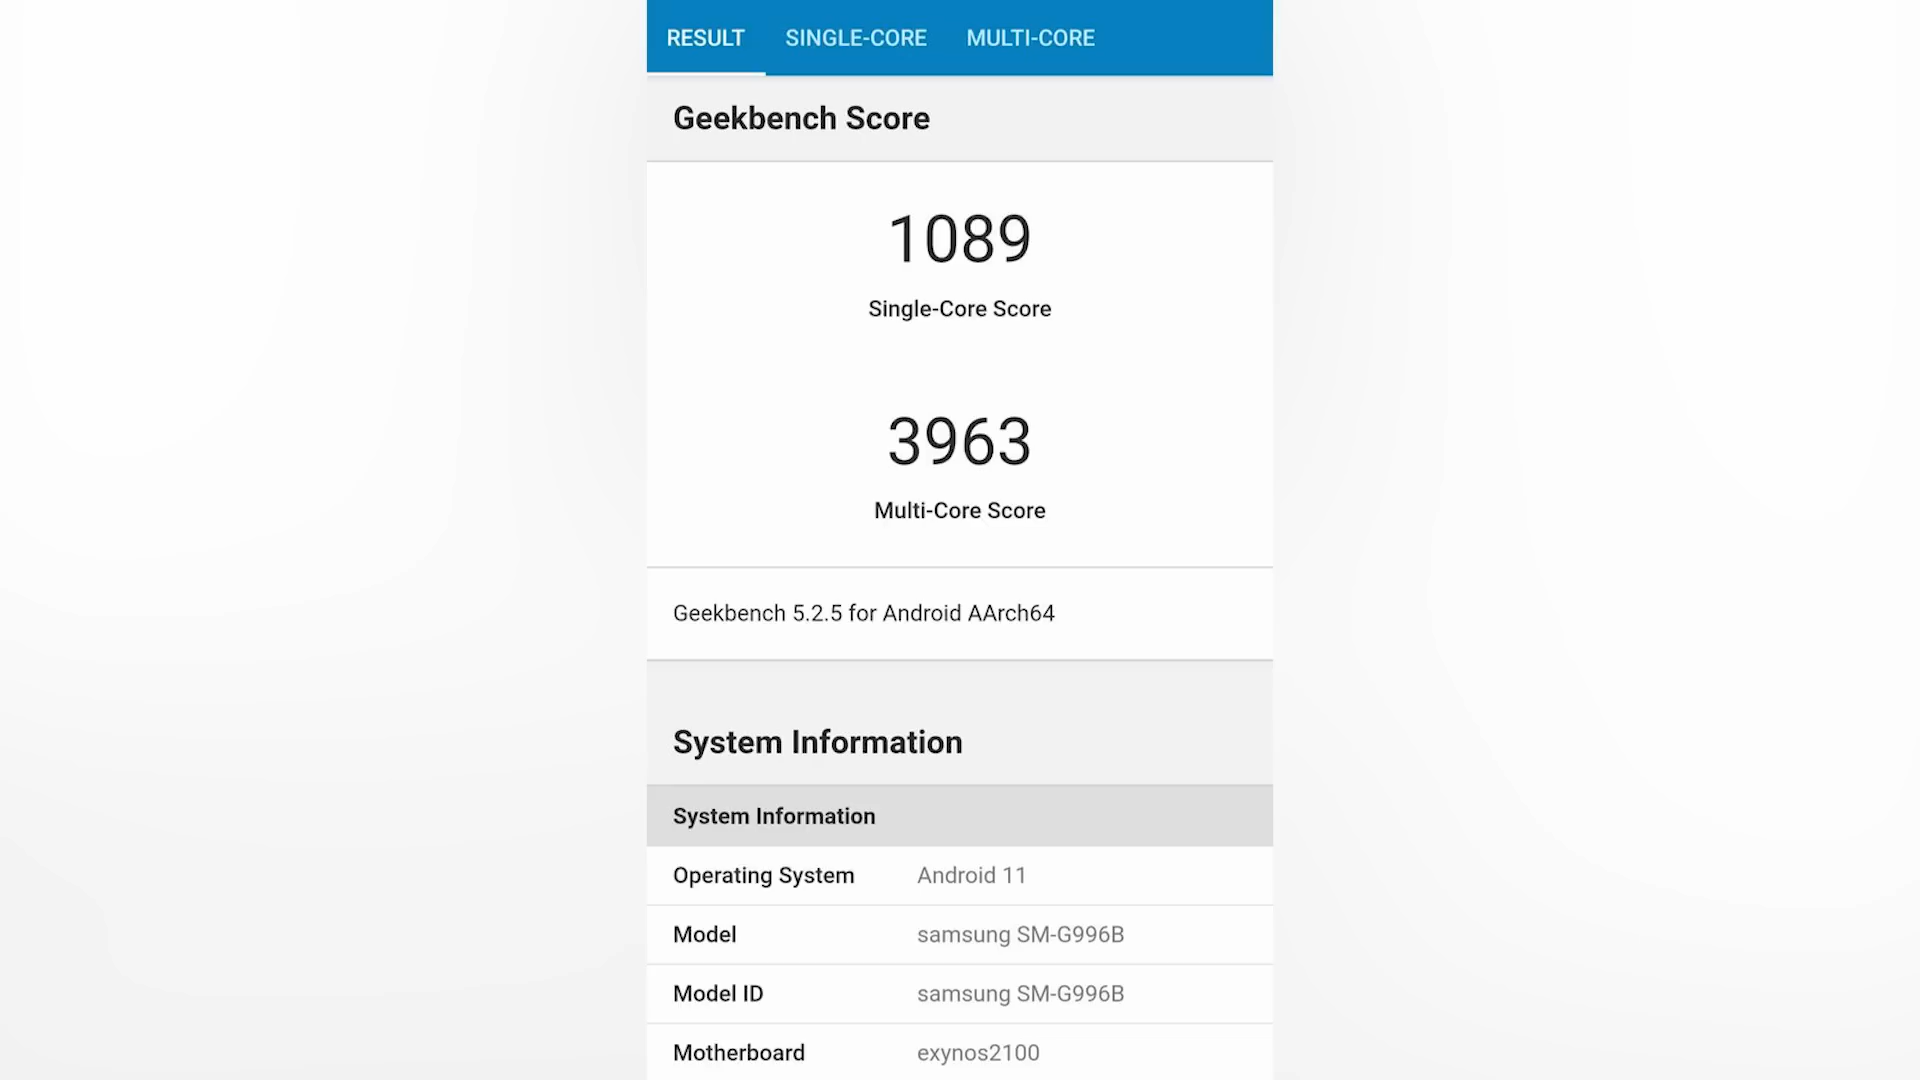 RESULT SINGLE-CORE MULTI-CORE
Geekbench Score
1089
Single-Core Score
3963
Multi-Core Score
Geekbench 5.2.5 for Android AArch64
System Information
System Information
Operating System Android 11
Model samsung SM-G996B
Model ID samsung SM-G996B
Motherboard exynos2100